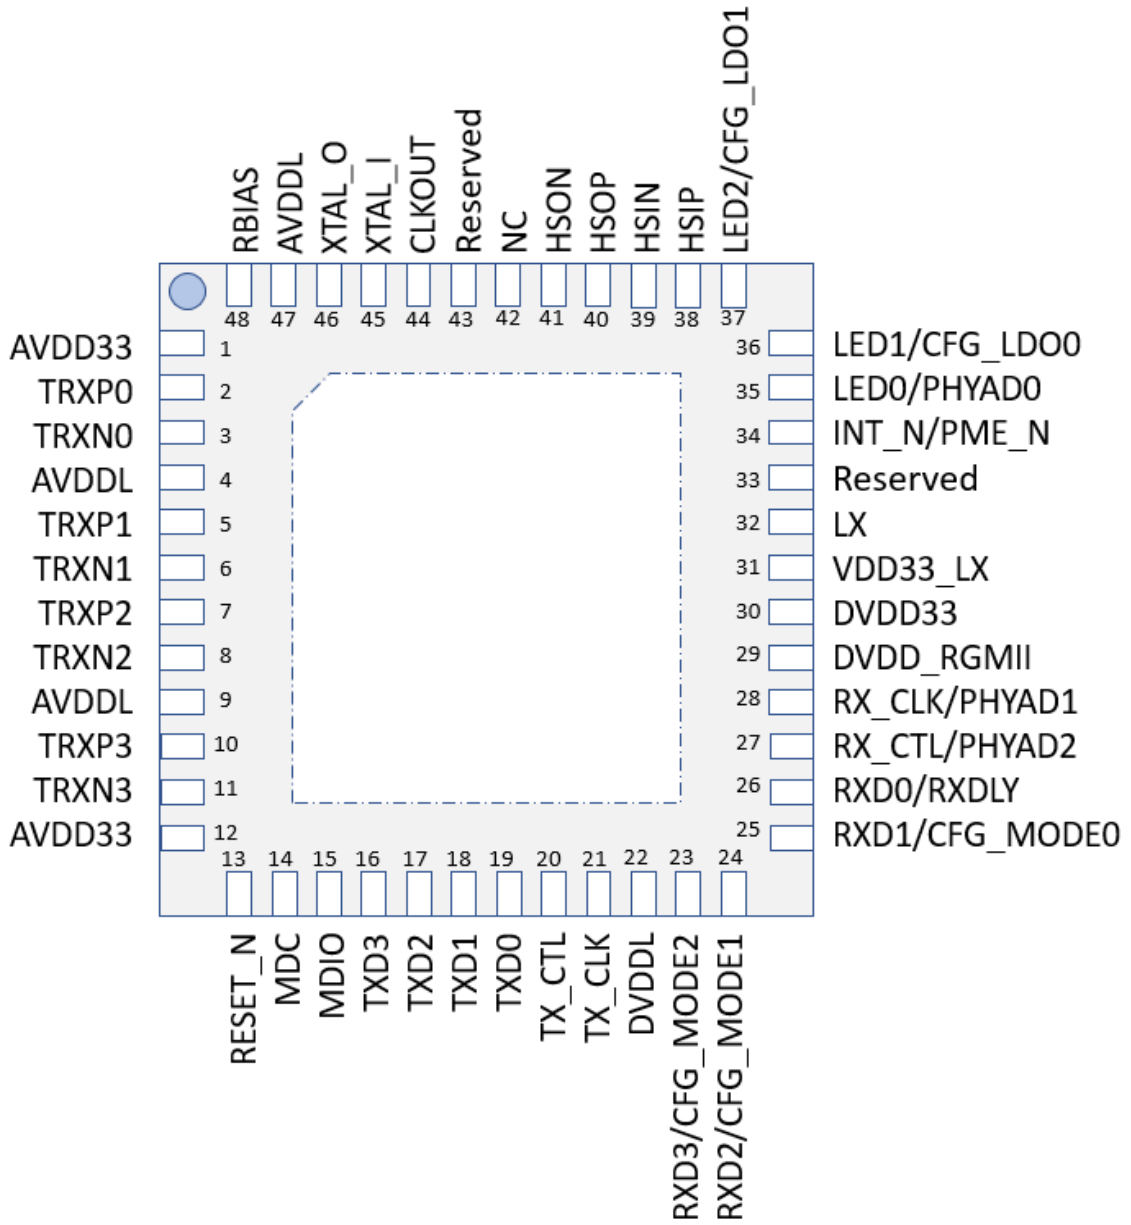 RBIAS
AVDDL
XTAL_O
XTAL_I
CLKOUT
Reserved
NC
HSON
HSOP
HSIN
HSIP
LED2/CFG_LDO1
48
47
46
45
44
43
42
41
40
39
38
37
AVDD33 1
TRXP0 2
TRXN0 3
AVDDL 4
TRXP1 5
TRXN1 6
TRXP2 7
TRXN2 8
AVDDL 9
TRXP3 10
TRXN3 11
AVDD33 12
36 LED1/CFG_LDO0
35 LED0/PHYAD0
34 INT_N/PME_N
33 Reserved
32 LX
31 VDD33_LX
30 DVDD33
29 DVDD_RGMII
28 RX_CLK/PHYAD1
27 RX_CTL/PHYAD2
26 RXD0/RXDLY
25 RXD1/CFG_MODE0
13
14
15
16
17
18
19
20
21
22
23
24
RESET_N
MDC
MDIO
TXD3
TXD2
TXD1
TXD0
TX_CTL
TX_CLK
DVDDL
RXD3/CFG_MODE2
RXD2/CFG_MODE1